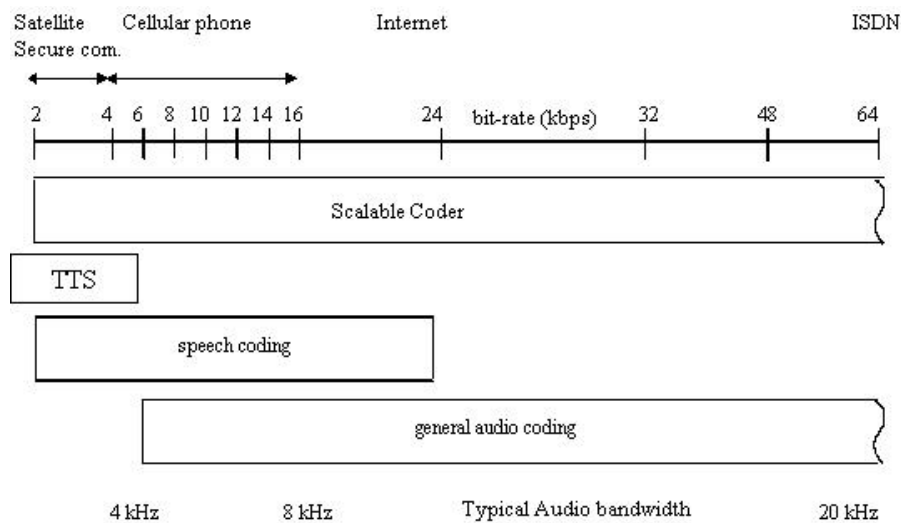 Satellite Cellular phone Internet ISDN
Secure com.
2 4 6 8 10 12 14 16 24 bit-rate (kbps) 32 48 64
Scalable Coder
TTS
speech coding
general audio coding
4 kHz 8 kHz Typical Audio bandwidth 20 kHz